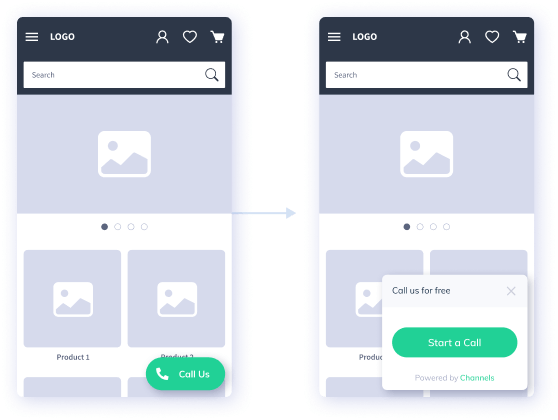 LOGO
Search
Product 1
Product 2
Call Us
LOGO
Search
Produc
Call us for free
Start a Call
Powered by Channels